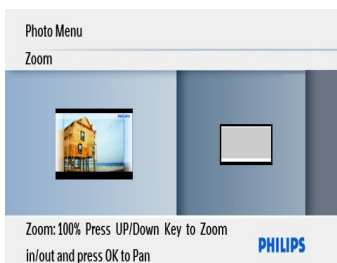 Photo Menu
Zoom
PHILIPS
Zoom: 100% Press UP/Down Key to Zoom
in/out and press OK to Pan
PHILIPS